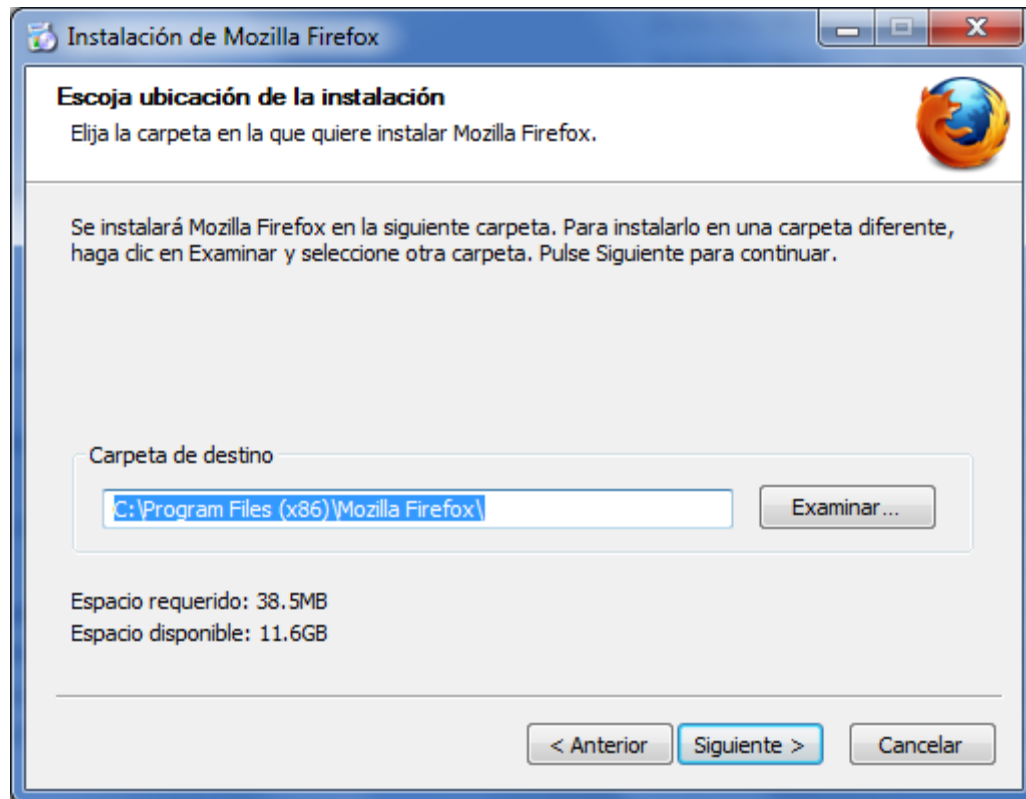 Instalación de Mozilla Firefox
Escoja ubicación de la instalación
Elija la carpeta en la que quiere instalar Mozilla Firefox.
Se instalará Mozilla Firefox en la siguiente carpeta. Para instalarlo en una carpeta diferente,
haga clic en Examinar y seleccione otra carpeta. Pulse Siguiente para continuar.
Carpeta de destino
C:\Program Files (x86)\Mozilla Firefox\
Examinar...
Espacio requerido: 38.5MB
Espacio disponible: 11.6GB
< Anterior
Siguiente >
Cancelar